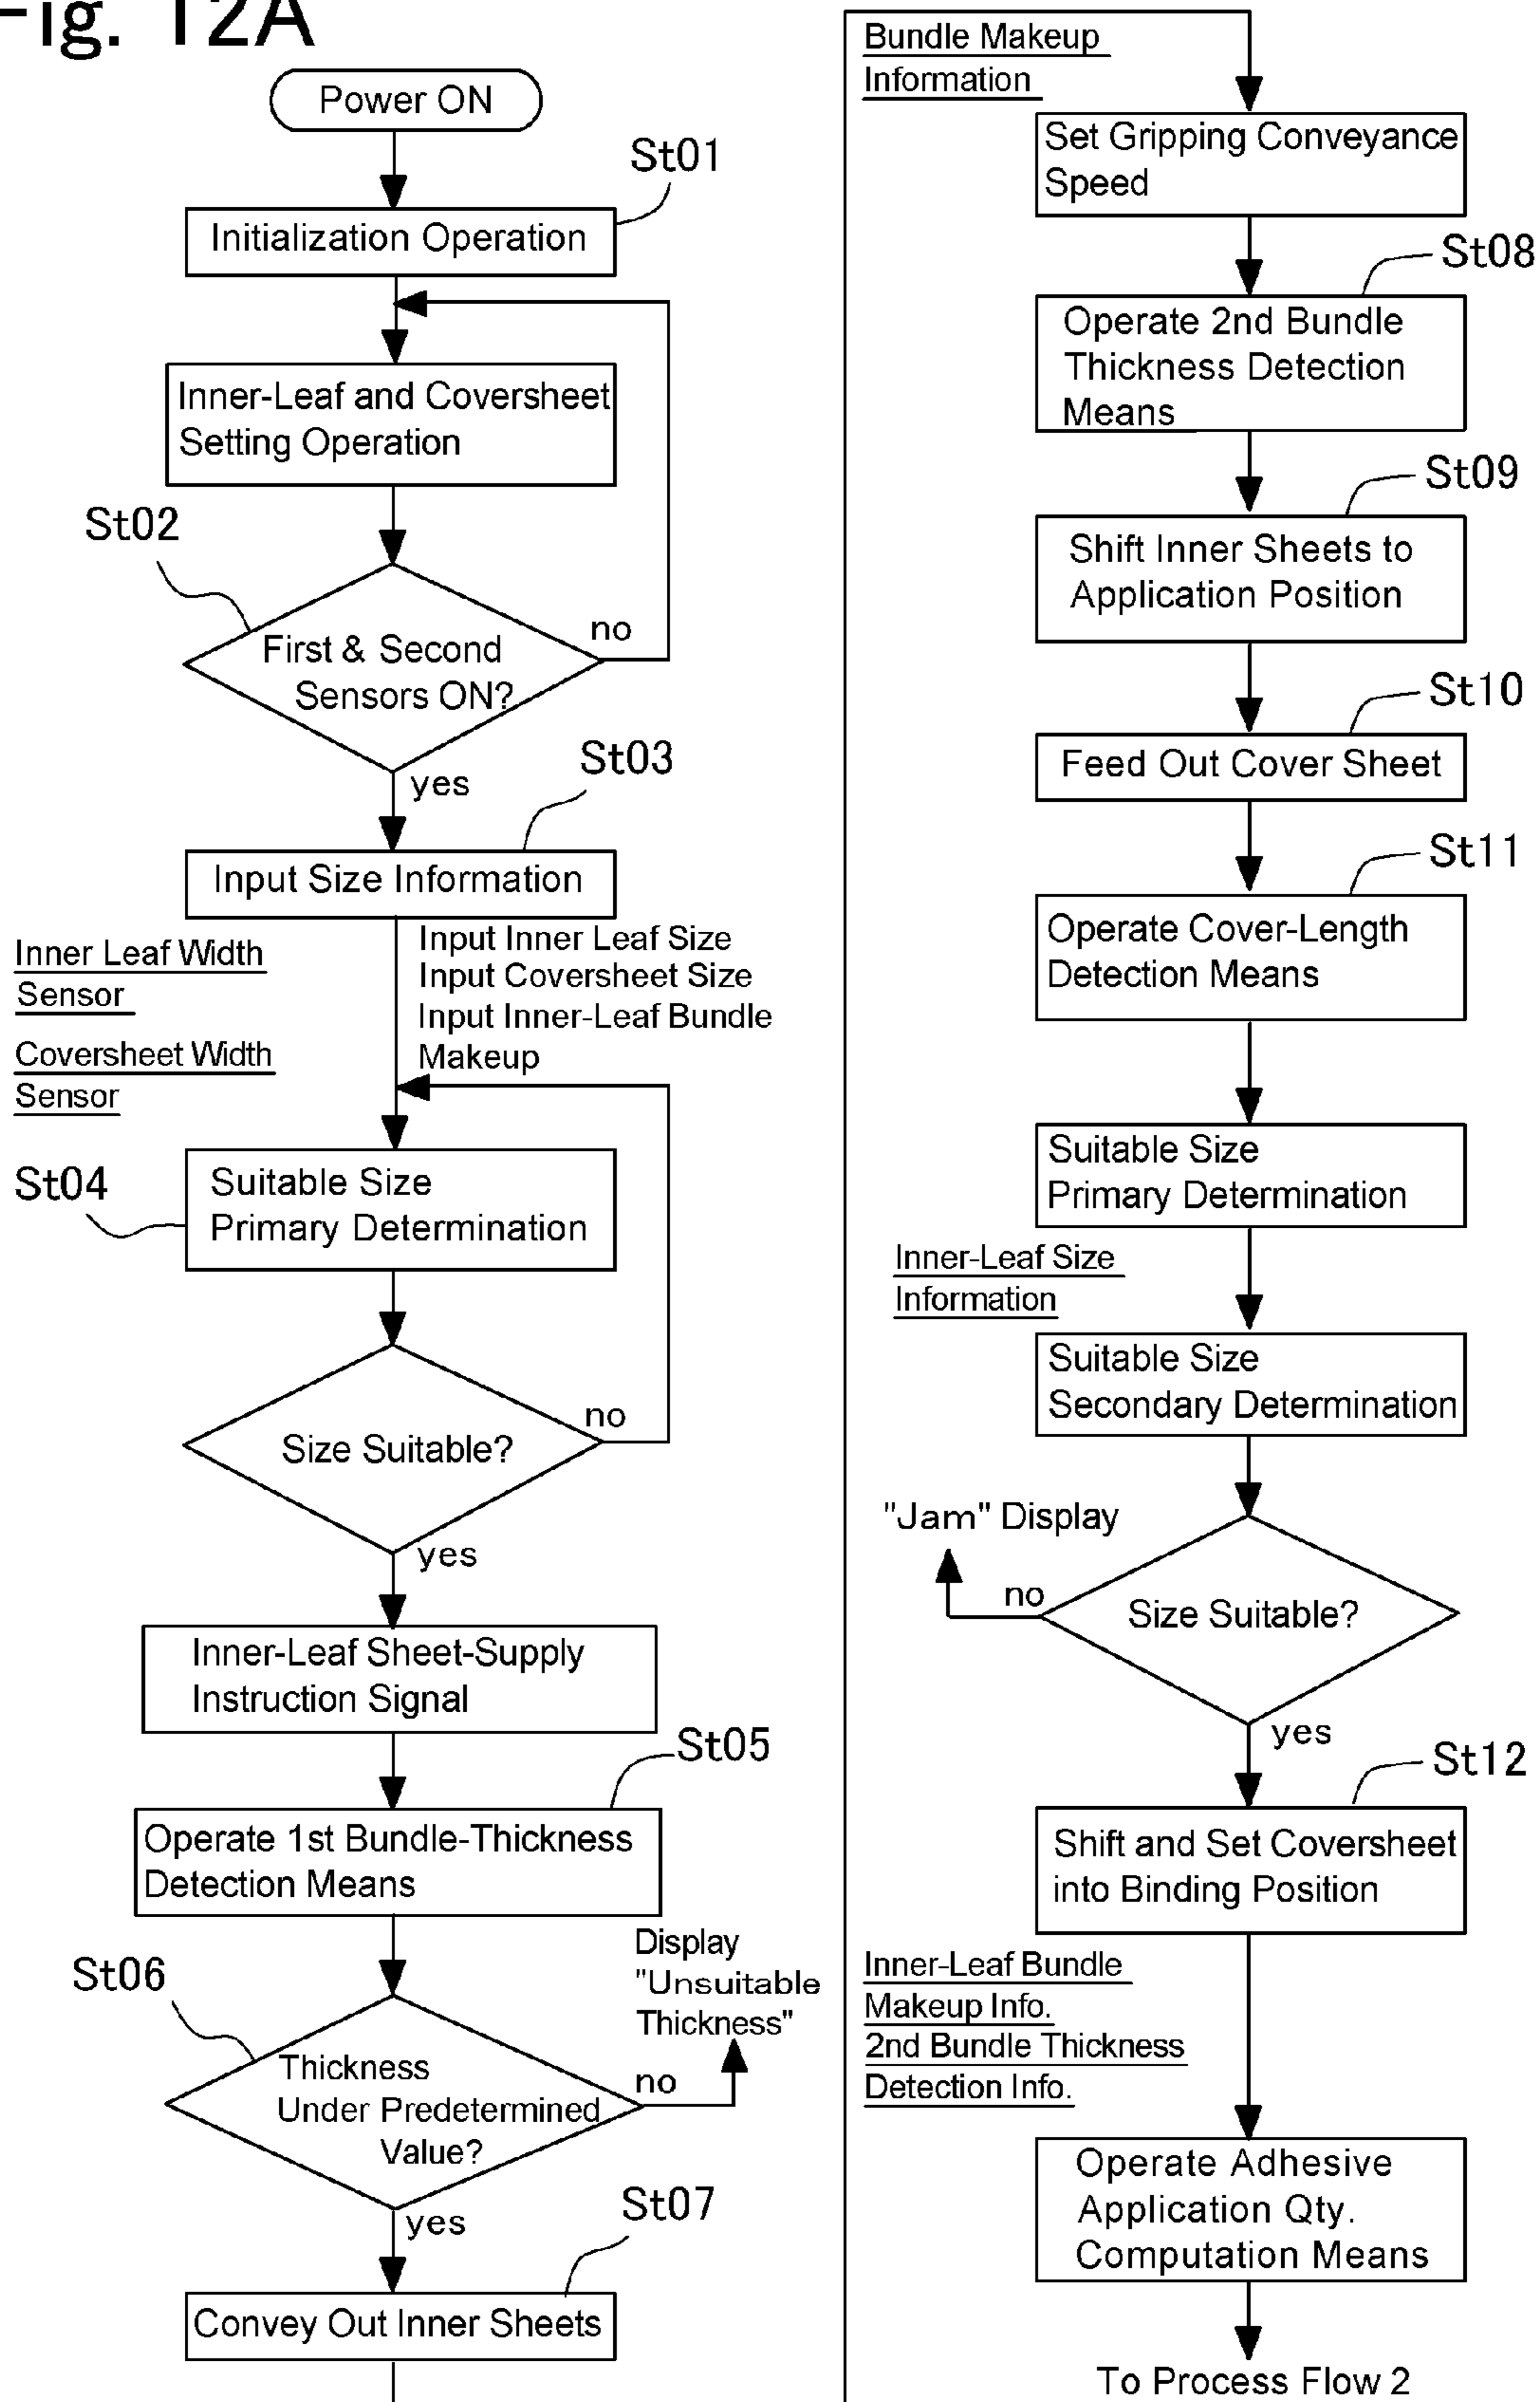 Fig. 12A
Power ON
St01
Initialization Operation
Inner-Leaf and Coversheet
Setting Operation
St02
First & Second
Sensors ON?
no
yes
St03
Input Size Information
Inner Leaf Width
Sensor
Coversheet Width
Sensor
Input Inner Leaf Size
Input Coversheet Size
Input Inner-Leaf Bundle
Makeup
St04
Suitable Size
Primary Determination
Size Suitable?
no
yes
Inner-Leaf Sheet-Supply
Instruction Signal
St05
Operate 1st Bundle-Thickness
Detection Means
St06
Thickness
Under Predetermined
Value?
no
Display
"Unsuitable
Thickness"
yes
St07
Convey Out Inner Sheets
Bundle Makeup
Information
Set Gripping Conveyance
Speed
St08
Operate 2nd Bundle
Thickness Detection
Means
St09
Shift Inner Sheets to
Application Position
St10
Feed Out Cover Sheet
St11
Operate Cover-Length
Detection Means
Suitable Size
Primary Determination
Inner-Leaf Size
Information
Suitable Size
Secondary Determination
"Jam" Display
no
Size Suitable?
yes
St12
Shift and Set Coversheet
into Binding Position
Inner-Leaf Bundle
Makeup Info.
2nd Bundle Thickness
Detection Info.
Operate Adhesive
Application Qty.
Computation Means
To Process Flow 2